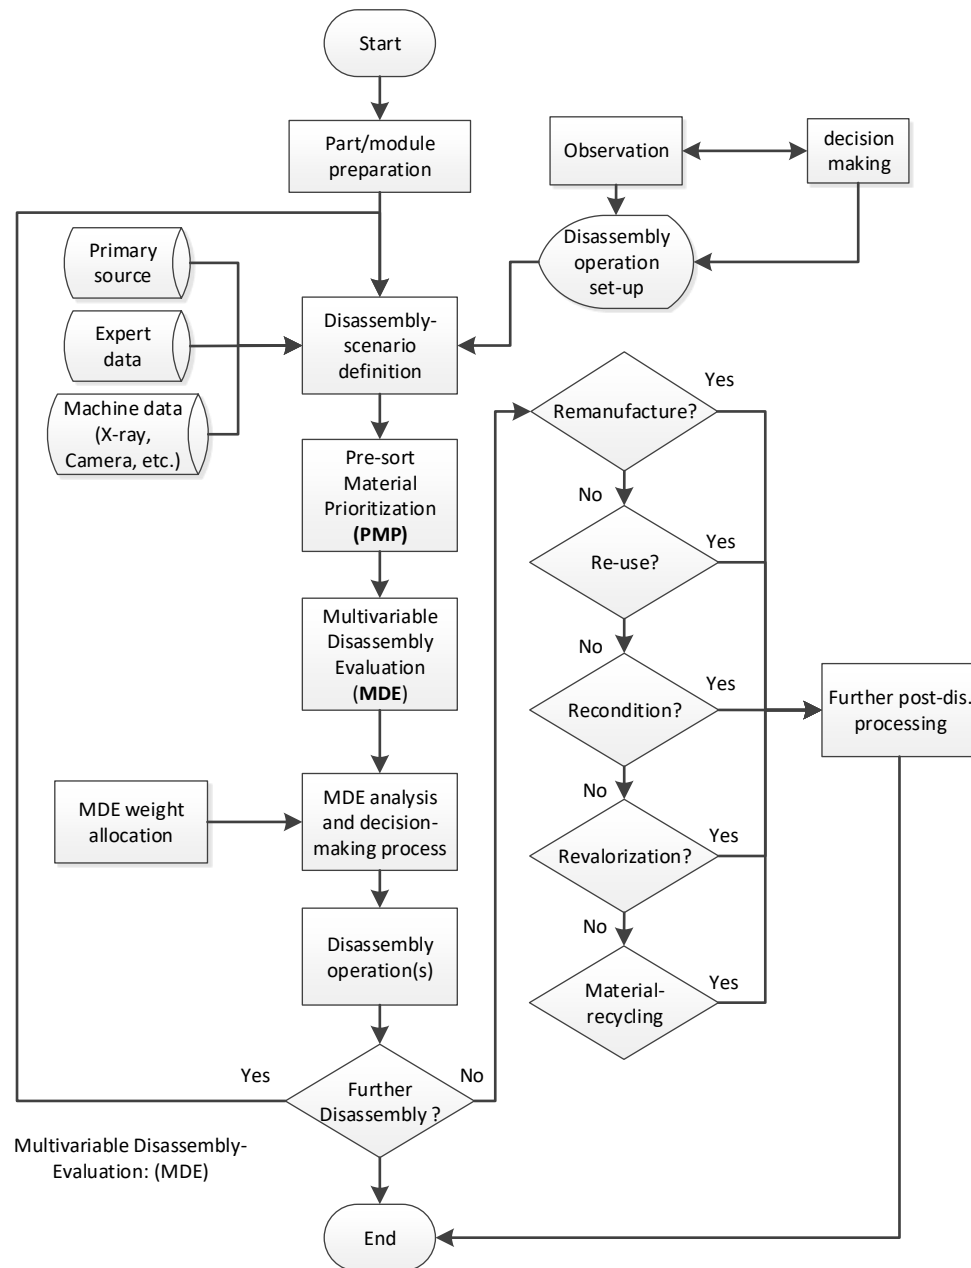 Start
Part/module
preparation
Observation
decision
making
Primary
source
Disassembly
operation
set-up
Expert
data
Disassembly-
scenario
definition
Machine data
(X-ray,
Camera, etc.)
Remanufacture?
Yes
No
Pre-sort
Material
Prioritization
(PMP)
Re-use?
Yes
No
Multivariable
Disassembly
Evaluation
(MDE)
Recondition?
Yes
No
Further post-dis.
processing
MDE weight
allocation
MDE analysis
and decision-
making process
Revalorization?
Yes
No
Disassembly
operation(s)
Material-
recycling
Yes
Yes
Further
Disassembly ?
No
Multivariable Disassembly-
Evaluation: (MDE)
End